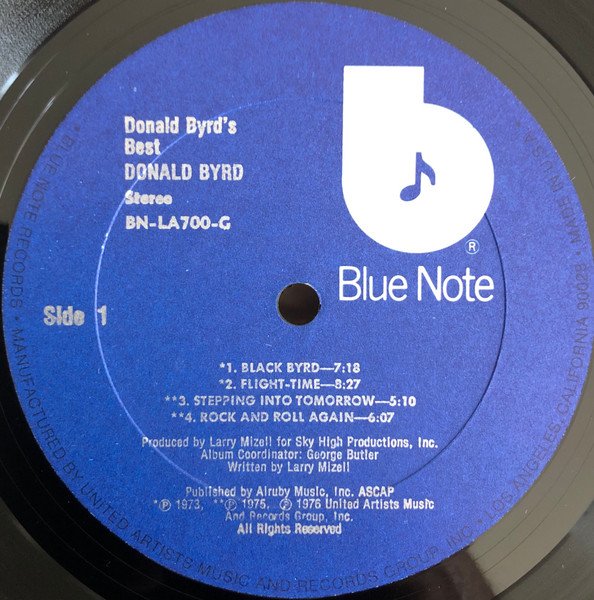 Donald Byrd's
Best
DONALD BYRD
Stereo
BN-LA700-G
®
Blue Note
Side 1
*1. BLACK BYRD—7:18
*2. FLIGHT-TIME—8:27
**3. STEPPING INTO TOMORROW—5:10
**4. ROCK AND ROLL AGAIN—6:07
Produced by Larry Mizell for Sky High Productions, Inc.
Album Coordinator: George Butler
Written by Larry Mizell
Published by Alruby Music, Inc. ASCAP
*Ⓟ 1973, **Ⓟ 1975, Ⓟ 1976 United Artists Music
And Records Group, Inc.
All Rights Reserved
• BLUE NOTE RECORDS • MANUFACTURED BY UNITED ARTISTS MUSIC AND RECORDS GROUP, INC. • LOS ANGELES, CALIFORNIA 90028 • MADE IN U.S.A.